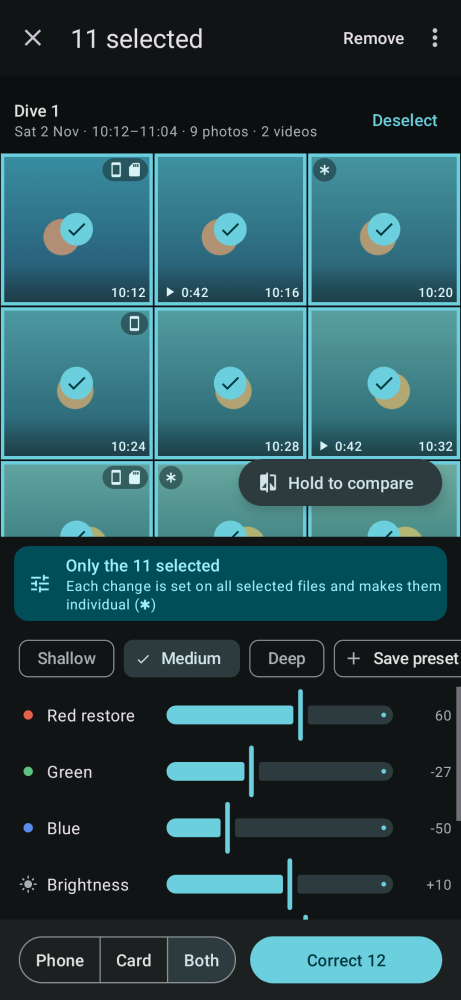 11 selected
Remove
Dive 1
Sat 2 Nov · 10:12–11:04 · 9 photos · 2 videos
Deselect
10:12
0:42
10:16
10:20
10:24
10:28
0:42
10:32
Hold to compare
Only the 11 selected
Each change is set on all selected files and makes them
individual (✱)
Shallow
Medium
Deep
Save preset
Red restore
60
Green
-27
Blue
-50
Brightness
+10
Phone
Card
Both
Correct 12